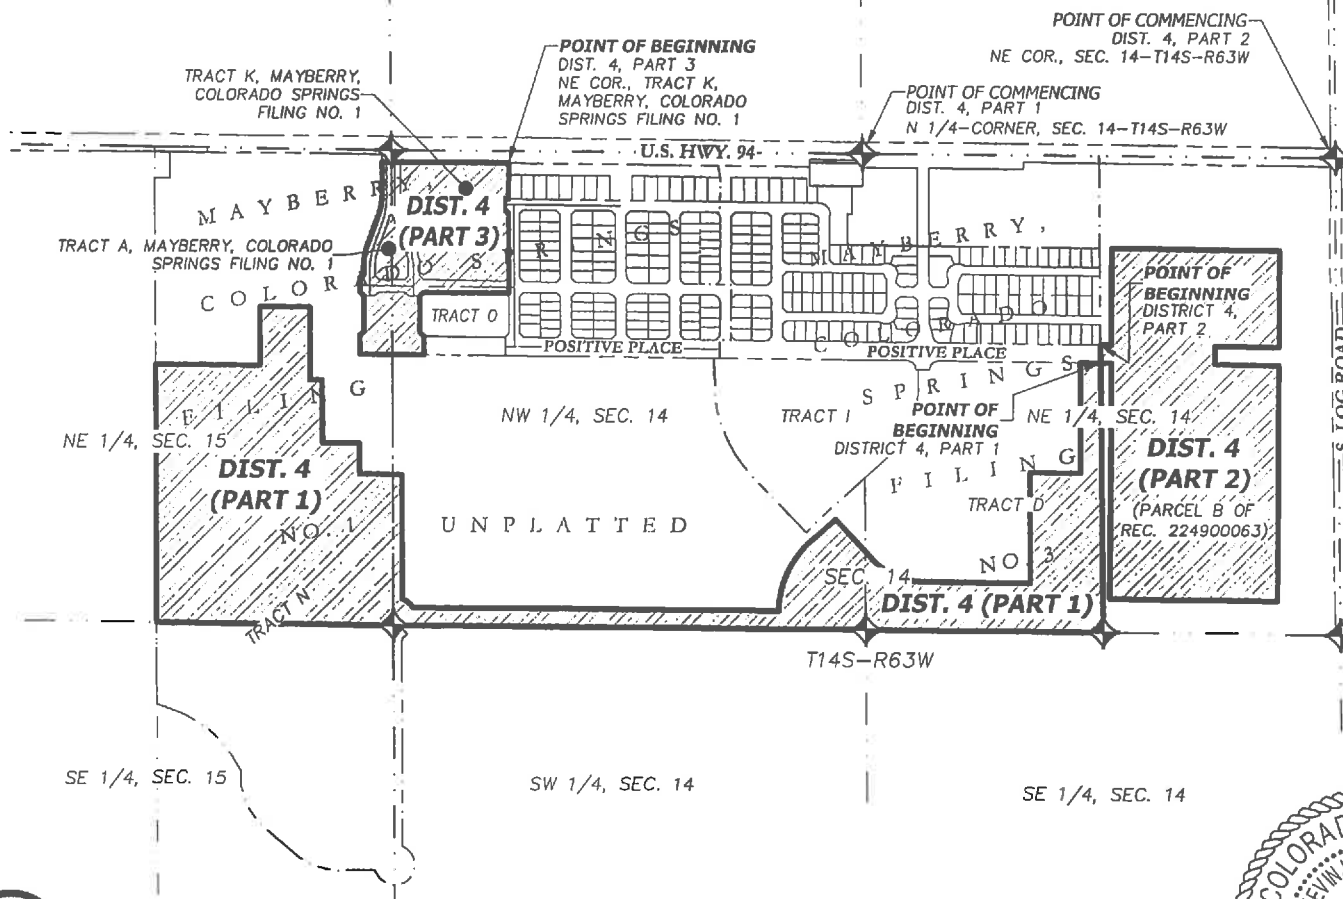 POINT OF COMMENCING
DIST. 4, PART 2
NE COR., SEC. 14-T14S-R63W
POINT OF BEGINNING
DIST. 4, PART 3
NE COR., TRACT K,
MAYBERRY, COLORADO
SPRINGS FILING NO. 1
TRACT K, MAYBERRY,
COLORADO SPRINGS
FILING NO. 1
POINT OF COMMENCING
DIST. 4, PART 1
N 1/4-CORNER, SEC. 14-T14S-R63W
U.S. HWY. 94
MAYBERRY,
DIST. 4
(PART 3)
TRACT A, MAYBERRY, COLORADO
SPRINGS FILING NO. 1
COLORADO SPRINGS
MAYBERRY,
POINT OF
BEGINNING
DISTRICT 4,
PART 2
TRACT O
COLORADO
POSITIVE PLACE
POSITIVE PLACE
SPRINGS
FILING
NW 1/4, SEC. 14
TRACT I
POINT OF
BEGINNING
DISTRICT 4, PART 1
NE 1/4, SEC. 14
NE 1/4, SEC. 15
DIST. 4
(PART 1)
DIST. 4
(PART 2)
(PARCEL B OF
REC. 224900063)
FILING
TRACT D
UNPLATTED
NO. 1
NO 3
SEC. 14
DIST. 4 (PART 1)
TRACT N
T14S-R63W
SE 1/4, SEC. 15
SW 1/4, SEC. 14
SE 1/4, SEC. 14
LOG ROAD
COLORAD
EVIN